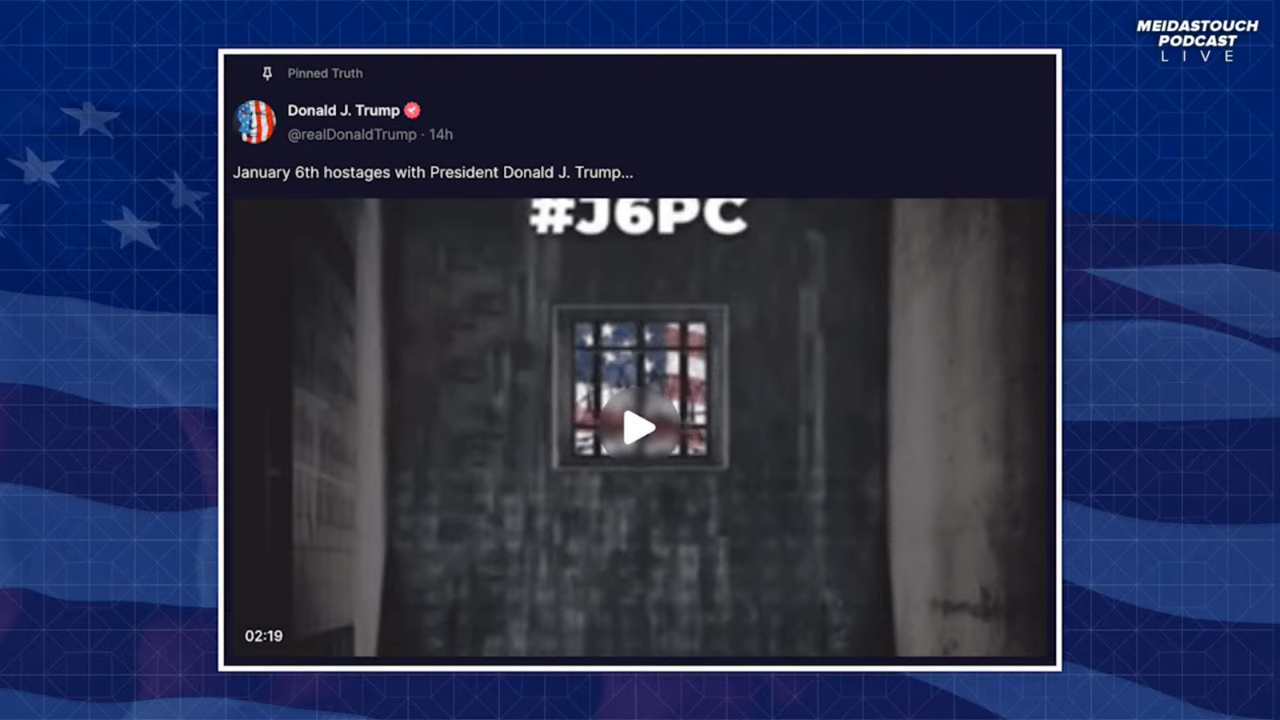 MEIDASTOUCH
PODCAST
LIVE
Pinned Truth
Donald J. Trump
@realDonaldTrump · 14h
January 6th hostages with President Donald J. Trump...
#J6PC
02:19